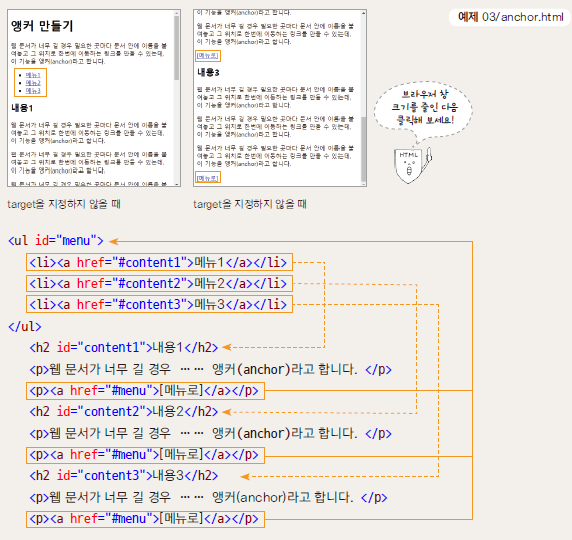 예제 03/anchor.html
앵커 만들기
웹 문서가 너무 길 경우 필요한 곳마다 문서 안에 이름을 붙
여놓고 그 위치로 한번에 이동하는 링크를 만들 수 있는데,
이 기능을 앵커(anchor)라고 합니다.
메뉴1
메뉴2
메뉴3
내용1
웹 문서가 너무 길 경우 필요한 곳마다 문서 안에 이름을 붙
여놓고 그 위치로 한번에 이동하는 링크를 만들 수 있는데,
이 기능을 앵커(anchor)라고 합니다.
웹 문서가 너무 길 경우 필요한 곳마다 문서 안에 이름을 붙
여놓고 그 위치로 한번에 이동하는 링크를 만들 수 있는데,
이 기능을 앵커(anchor)라고 합니다.
웹 문서가 너무 길 경우 필요한 곳마다 문서 안에 이름을 붙
이 기능을 앵커(anchor)라고 합니다.
웹 문서가 너무 길 경우 필요한 곳마다 문서 안에 이름을 붙
여놓고 그 위치로 한번에 이동하는 링크를 만들 수 있는데,
이 기능을 앵커(anchor)라고 합니다.
[메뉴로]
내용3
웹 문서가 너무 길 경우 필요한 곳마다 문서 안에 이름을 붙
여놓고 그 위치로 한번에 이동하는 링크를 만들 수 있는데,
이 기능을 앵커(anchor)라고 합니다.
웹 문서가 너무 길 경우 필요한 곳마다 문서 안에 이름을 붙
여놓고 그 위치로 한번에 이동하는 링크를 만들 수 있는데,
이 기능을 앵커(anchor)라고 합니다.
웹 문서가 너무 길 경우 필요한 곳마다 문서 안에 이름을 붙
여놓고 그 위치로 한번에 이동하는 링크를 만들 수 있는데,
이 기능을 앵커(anchor)라고 합니다.
[메뉴로]
브라우저 창
크기를 줄인 다음
클릭해 보세요!
HTML
target을 지정하지 않을 때
target을 지정하지 않을 때
<ul id="menu">
<li><a href="#content1">메뉴1</a></li>
<li><a href="#content2">메뉴2</a></li>
<li><a href="#content3">메뉴3</a></li>
</ul>
<h2 id="content1">내용1</h2>
<p>웹 문서가 너무 길 경우 …… 앵커(anchor)라고 합니다. </p>
<p><a href="#menu">[메뉴로]</a></p>
<h2 id="content2">내용2</h2>
<p>웹 문서가 너무 길 경우 …… 앵커(anchor)라고 합니다. </p>
<p><a href="#menu">[메뉴로]</a></p>
<h2 id="content3">내용3</h2>
<p>웹 문서가 너무 길 경우 …… 앵커(anchor)라고 합니다. </p>
<p><a href="#menu">[메뉴로]</a></p>